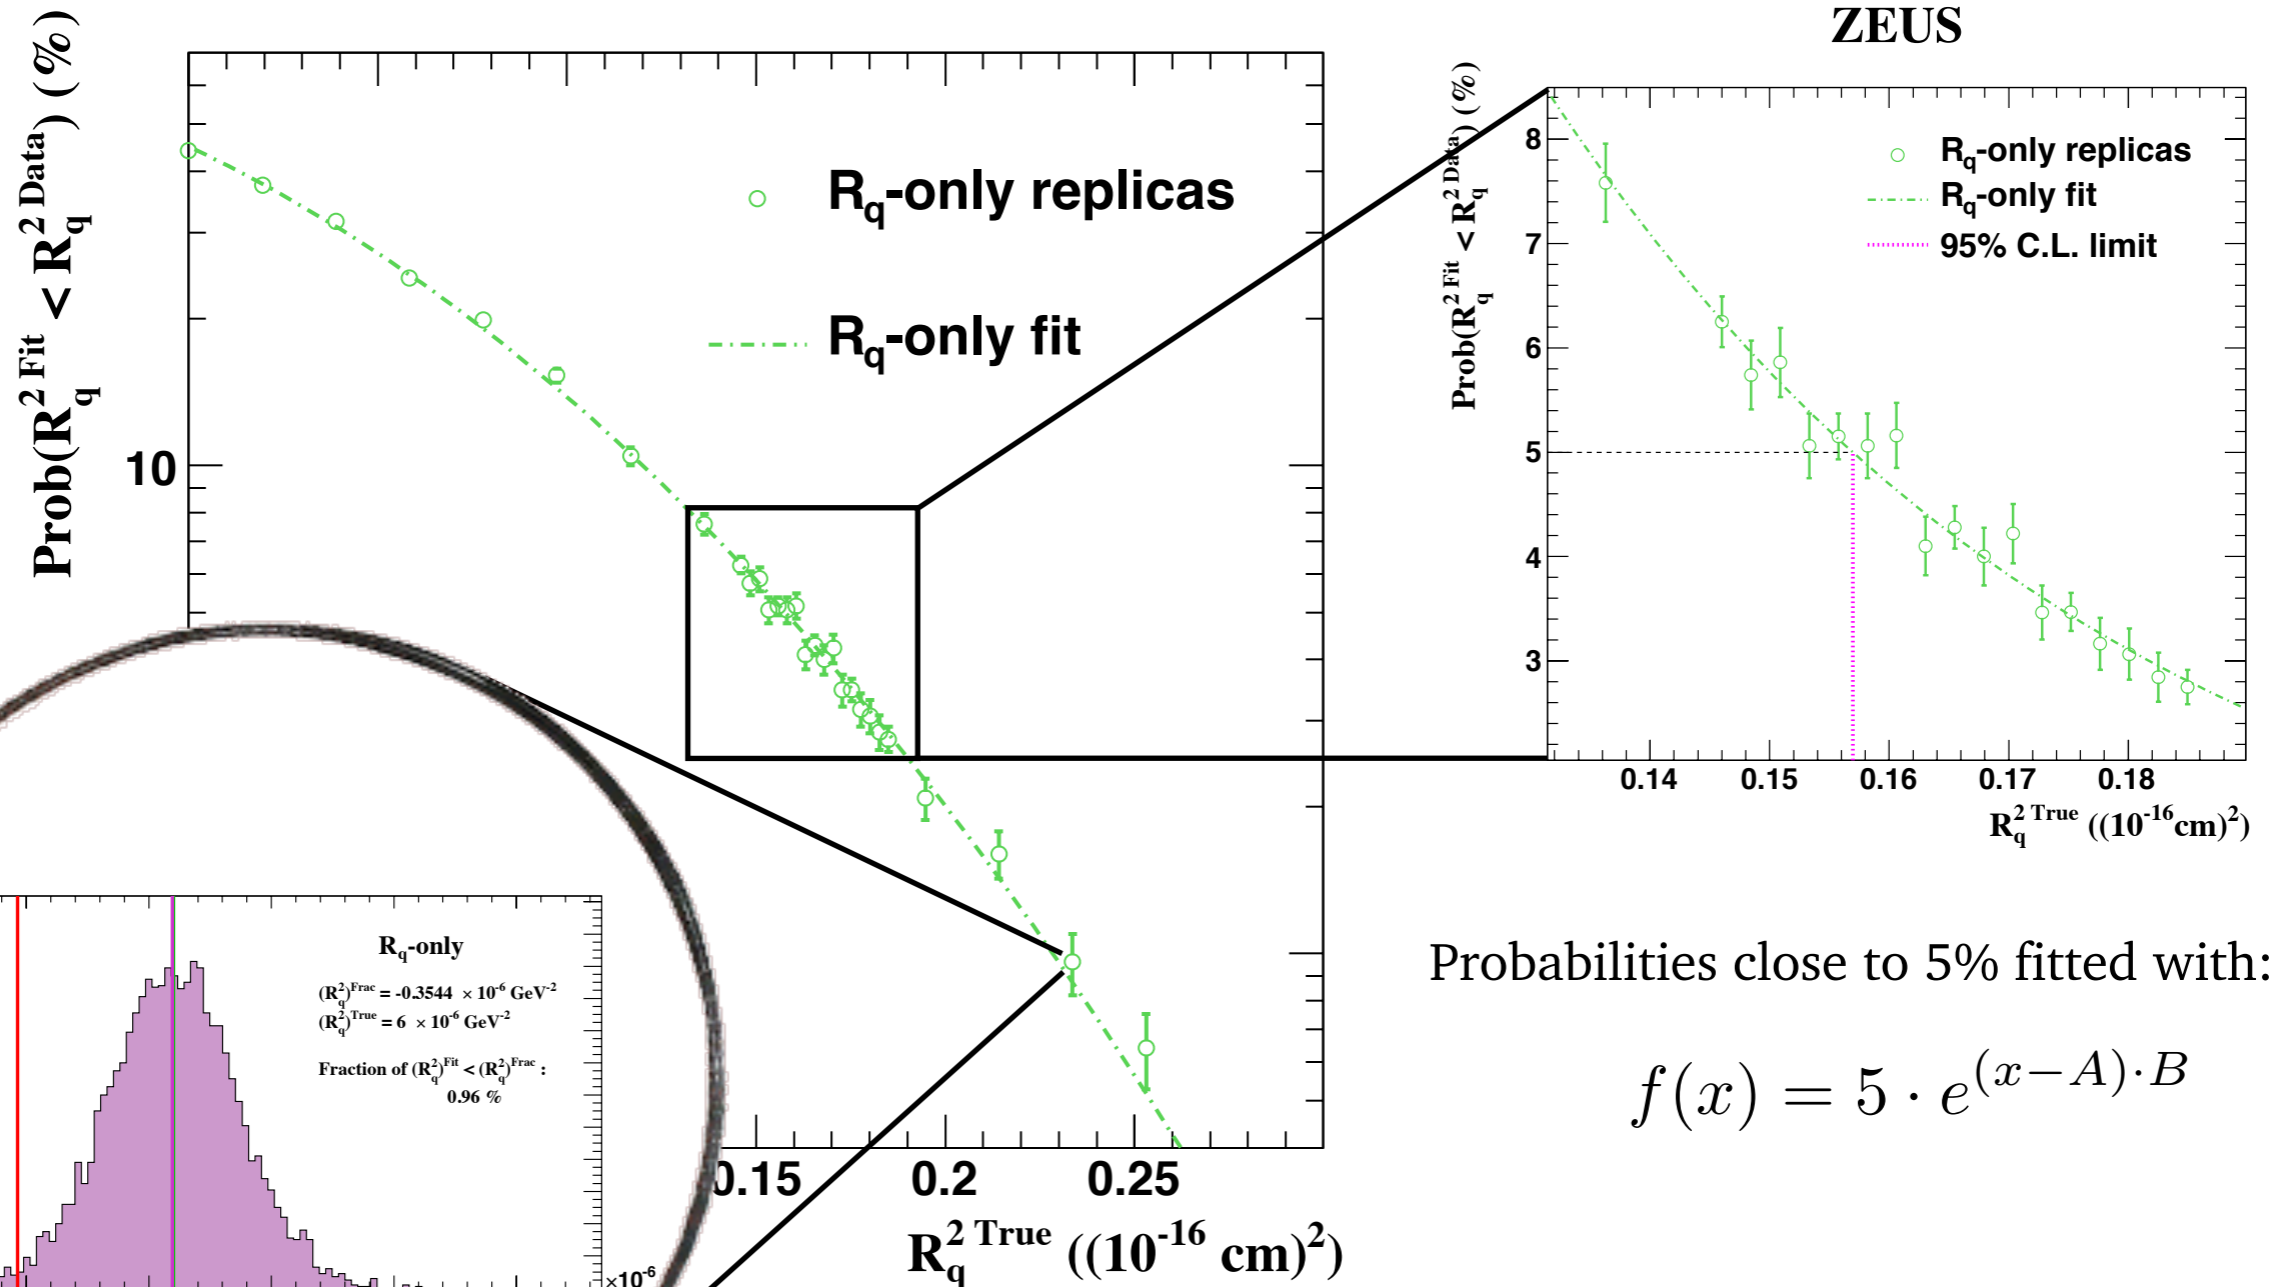 ZEUS
Prob(R_q^{2 Fit} < R_q^{2 Data}) (%)
10
R_q-only replicas
R_q-only fit
0.15 0.2 0.25
R_q^{2 True} ((10^{-16} cm)^2)
Prob(R_q^{2 Fit} < R_q^{2 Data}) (%)
8
7
6
5
4
3
R_q-only replicas
R_q-only fit
95% C.L. limit
0.14 0.15 0.16 0.17 0.18
R_q^{2 True} ((10^{-16}cm)^2)
R_q-only
(R_q^2)^{Frac} = -0.3544 × 10^{-6} GeV^{-2}
(R_q^2)^{True} = 6 × 10^{-6} GeV^{-2}
Fraction of (R_q^2)^{Fit} < (R_q^2)^{Frac} :
0.96 %
×10^{-6}
Probabilities close to 5% fitted with:
f(x) = 5 · e^{(x−A)·B}